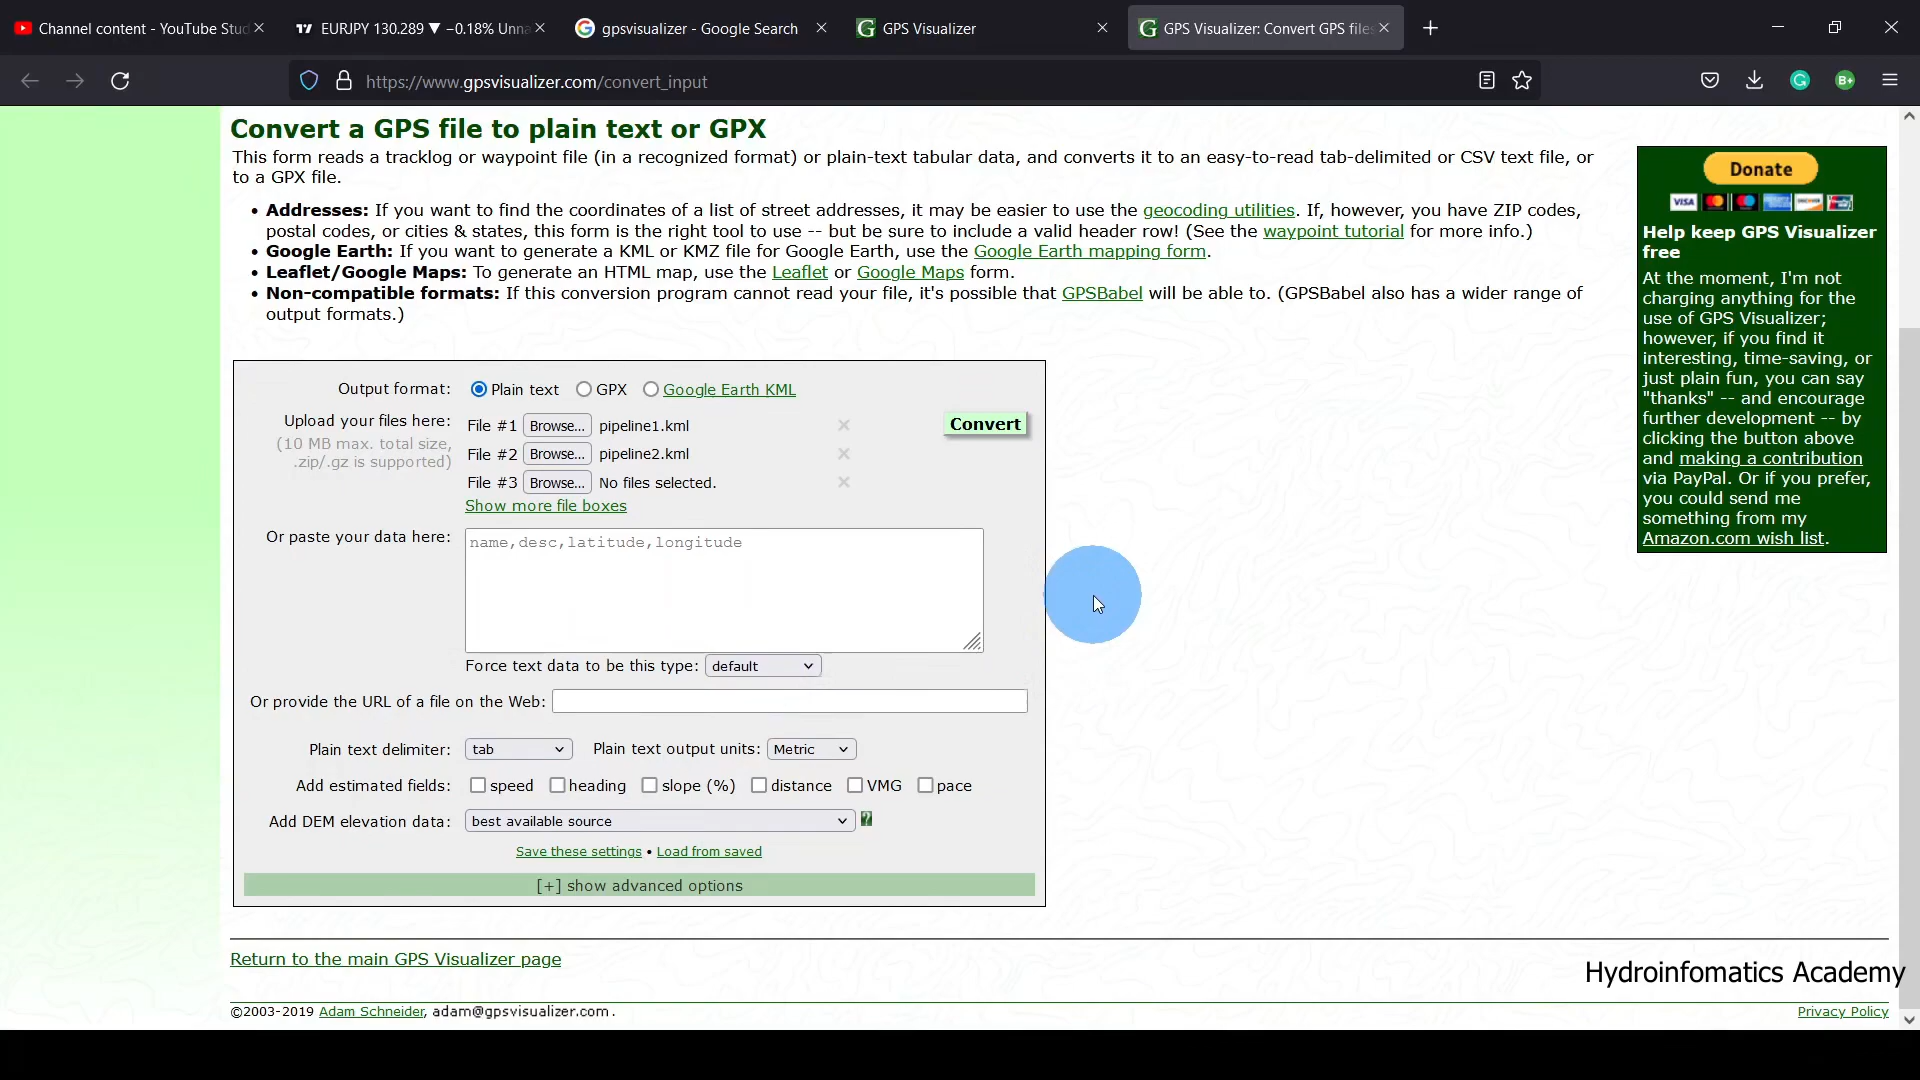 Channel content - YouTube Stud
EURJPY 130.289 ▼ −0.18% Unna
gpsvisualizer - Google Search
GPS Visualizer
GPS Visualizer: Convert GPS files
https://www.gpsvisualizer.com/convert_input
Convert a GPS file to plain text or GPX
This form reads a tracklog or waypoint file (in a recognized format) or plain-text tabular data, and converts it to an easy-to-read tab-delimited or CSV text file, or
to a GPX file.
• Addresses: If you want to find the coordinates of a list of street addresses, it may be easier to use the geocoding utilities. If, however, you have ZIP codes,
postal codes, or cities & states, this form is the right tool to use -- but be sure to include a valid header row! (See the waypoint tutorial for more info.)
• Google Earth: If you want to generate a KML or KMZ file for Google Earth, use the Google Earth mapping form.
• Leaflet/Google Maps: To generate an HTML map, use the Leaflet or Google Maps form.
• Non-compatible formats: If this conversion program cannot read your file, it's possible that GPSBabel will be able to. (GPSBabel also has a wider range of
output formats.)
Output format: Plain text GPX Google Earth KML
Upload your files here:
(10 MB max. total size,
.zip/.gz is supported)
File #1 Browse... pipeline1.kml
Convert
File #2 Browse... pipeline2.kml
File #3 Browse... No files selected.
Show more file boxes
Or paste your data here: name,desc,latitude,longitude
Force text data to be this type: default
Or provide the URL of a file on the Web:
Plain text delimiter: tab Plain text output units: Metric
Add estimated fields: speed heading slope (%) distance VMG pace
Add DEM elevation data: best available source ?
Save these settings • Load from saved
[+] show advanced options
Donate
VISA
Help keep GPS Visualizer
free
At the moment, I'm not
charging anything for the
use of GPS Visualizer;
however, if you find it
interesting, time-saving, or
just plain fun, you can say
"thanks" -- and encourage
further development -- by
clicking the button above
and making a contribution
via PayPal. Or if you prefer,
you could send me
something from my
Amazon.com wish list.
Return to the main GPS Visualizer page
Hydroinfomatics Academy
©2003-2019 Adam Schneider, adam@gpsvisualizer.com .
Privacy Policy